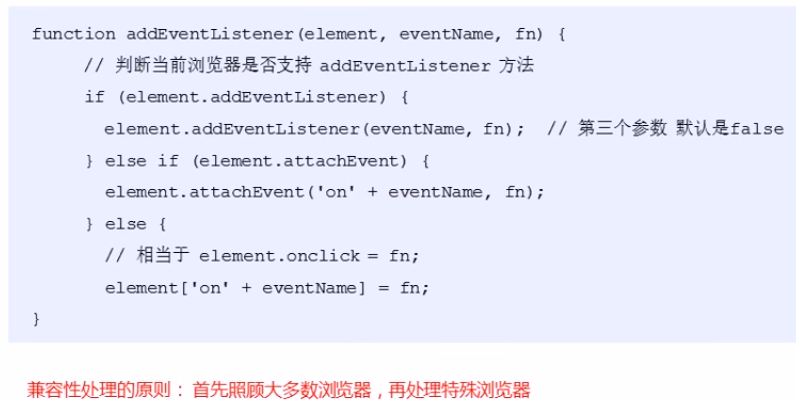 function addEventListener(element, eventName, fn) {
// 判断当前浏览器是否支持 addEventListener 方法
if (element.addEventListener) {
element.addEventListener(eventName, fn); // 第三个参数 默认是false
} else if (element.attachEvent) {
element.attachEvent('on' + eventName, fn);
} else {
// 相当于 element.onclick = fn;
element['on' + eventName] = fn;
}
兼容性处理的原则：首先照顾大多数浏览器，再处理特殊浏览器